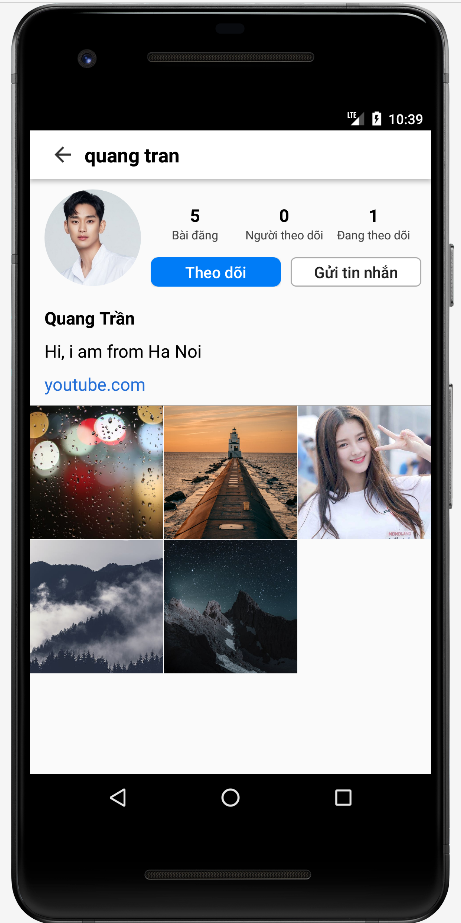 LTE 10:39
quang tran
5 0 1
Bài đăng Người theo dõi Đang theo dõi
Theo dõi Gửi tin nhắn
Quang Trần
Hi, i am from Ha Noi
youtube.com